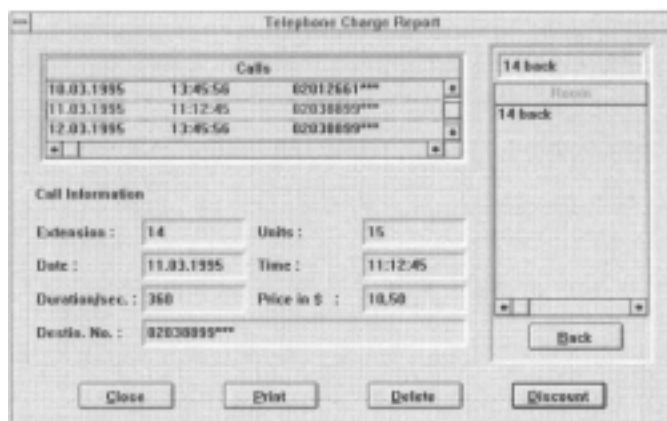 Telephone Charge Report
Calls
10.03.1995 13:45:56 02012661***
11.03.1995 11:12:45 02038899***
12.03.1995 13:45:56 02038899***
14 back
Room
14 back
Call Information
Extension : 14 Units : 15
Date : 11.03.1995 Time : 11:12:45
Duration/sec. : 360 Price in $ : 10,50
Destin. No. : 02038899***
Back
Close Print Delete Discount